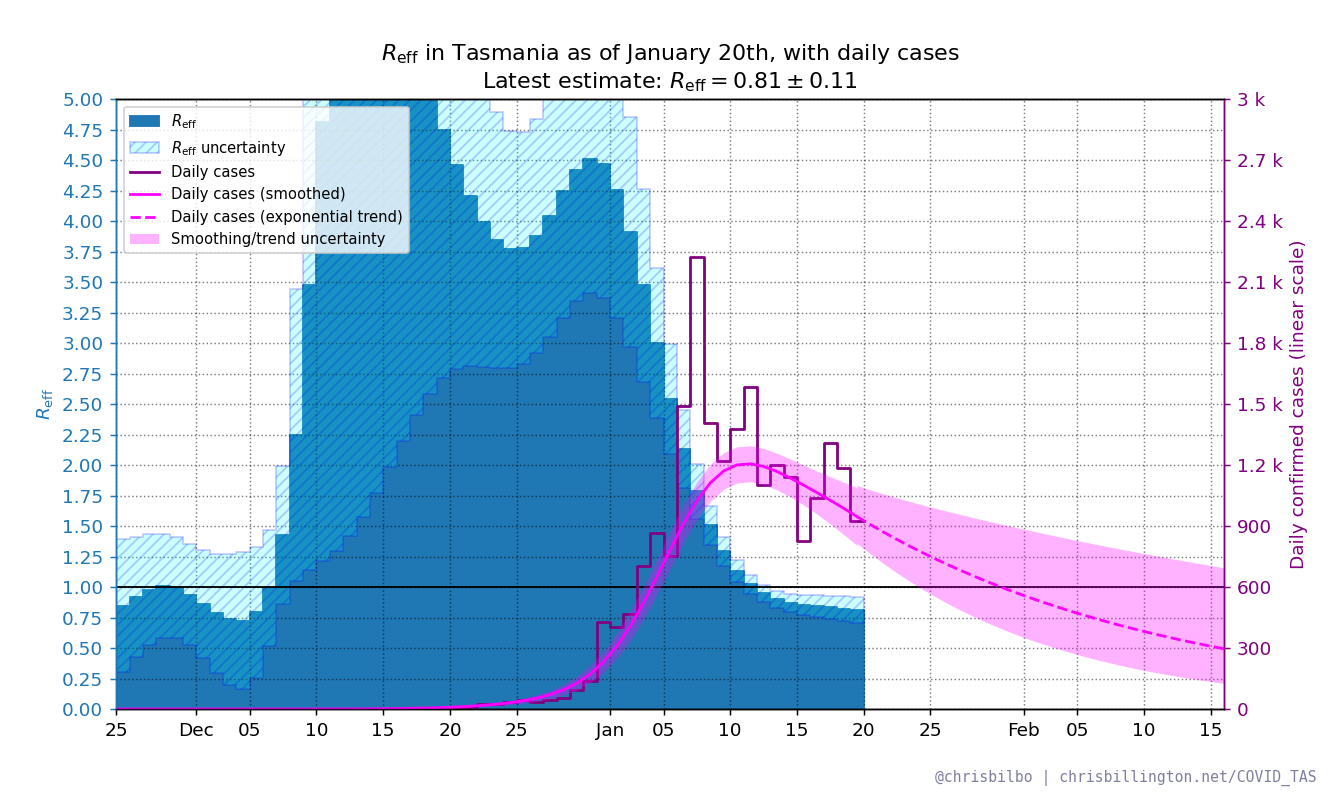 Reff in Tasmania as of January 20th, with daily cases
Latest estimate: Reff = 0.81 ± 0.11
5.00
4.75
4.50
4.25
4.00
3.75
3.50
3.25
3.00
2.75
2.50
2.25
2.00
1.75
1.50
1.25
1.00
0.75
0.50
0.25
0.00
Reff
Reff
Reff uncertainty
Daily cases
Daily cases (smoothed)
Daily cases (exponential trend)
Smoothing/trend uncertainty
3 k
2.7 k
2.4 k
2.1 k
1.8 k
1.5 k
1.2 k
900
600
300
0
Daily confirmed cases (linear scale)
25 Dec 05 10 15 20 25 Jan 05 10 15 20 25 Feb 05 10 15
@chrisbilbo | chrisbillington.net/COVID_TAS